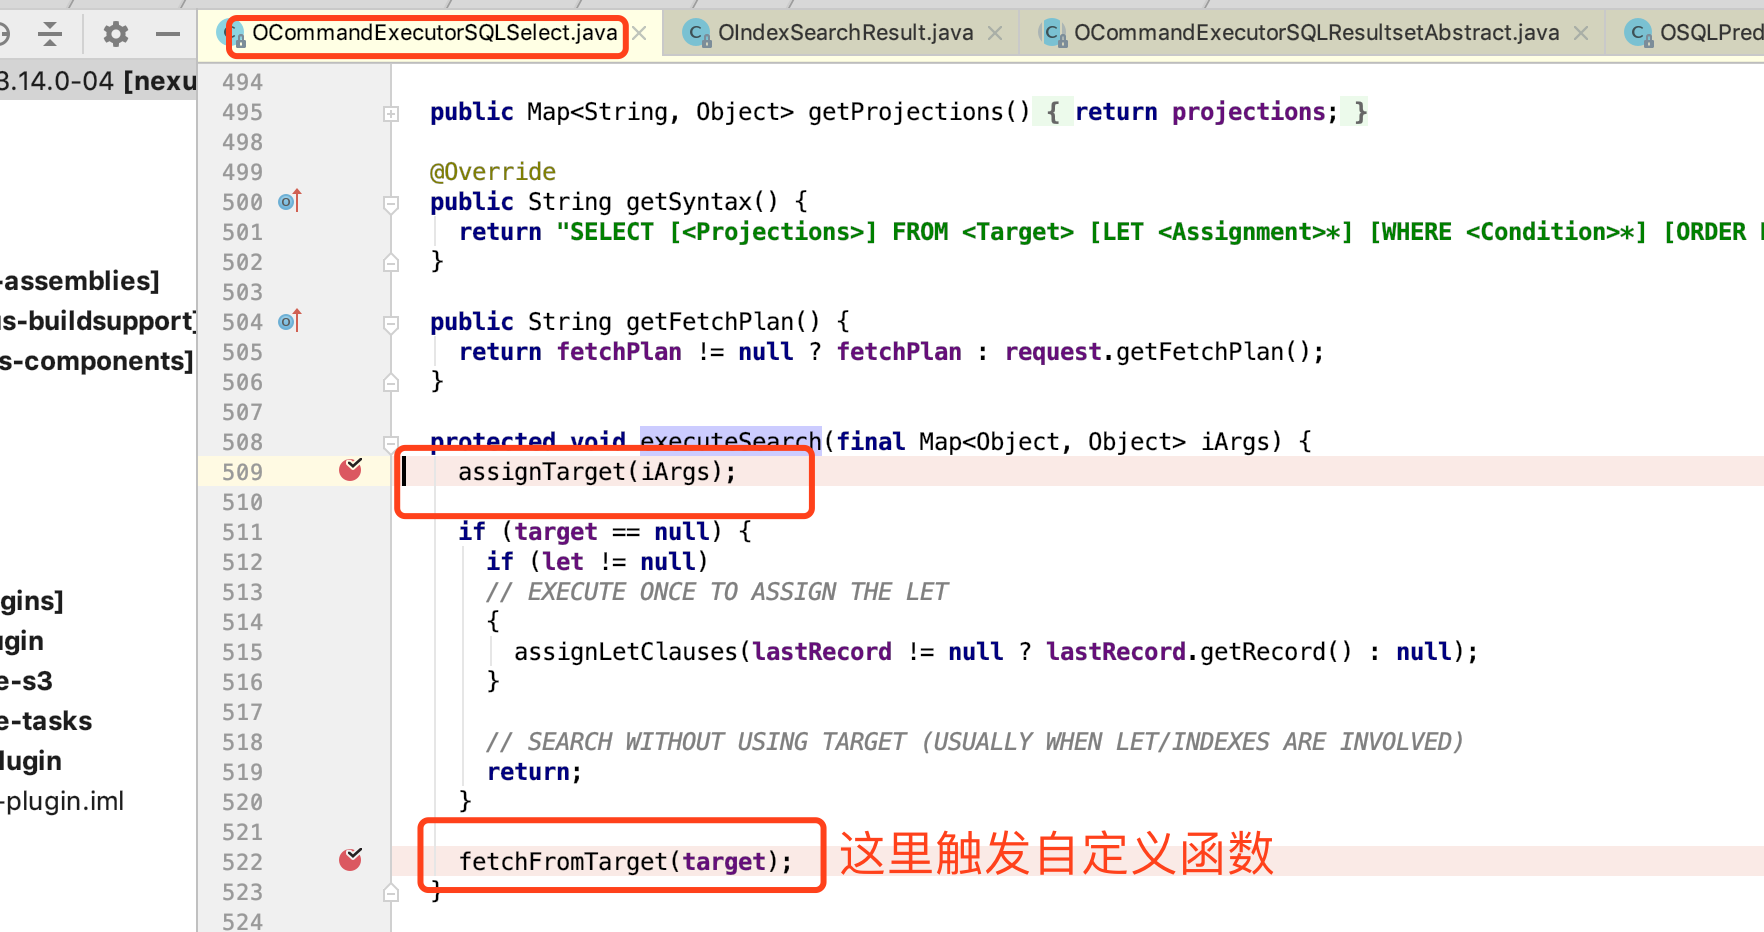 OCommandExecutorSQLSelect.java
OIndexSearchResult.java
OCommandExecutorSQLResultsetAbstract.java
OSQLPred
3.14.0-04 [nexu
-assemblies]
s-buildsupport]
s-components]
gins]
gin
e-s3
e-tasks
lugin
-plugin.iml
494
495 public Map<String, Object> getProjections() { return projections; }
498
499 @Override
500 public String getSyntax() {
501 return "SELECT [<Projections>] FROM <Target> [LET <Assignment>*] [WHERE <Condition>*] [ORDER
502 }
503
504 public String getFetchPlan() {
505 return fetchPlan != null ? fetchPlan : request.getFetchPlan();
506 }
507
508 protected void executeSearch(final Map<Object, Object> iArgs) {
509 assignTarget(iArgs);
510
511 if (target == null) {
512 if (let != null)
513 // EXECUTE ONCE TO ASSIGN THE LET
514 {
515 assignLetClauses(lastRecord != null ? lastRecord.getRecord() : null);
516 }
517
518 // SEARCH WITHOUT USING TARGET (USUALLY WHEN LET/INDEXES ARE INVOLVED)
519 return;
520 }
521
522 fetchFromTarget(target); 这里触发自定义函数
523 }
524